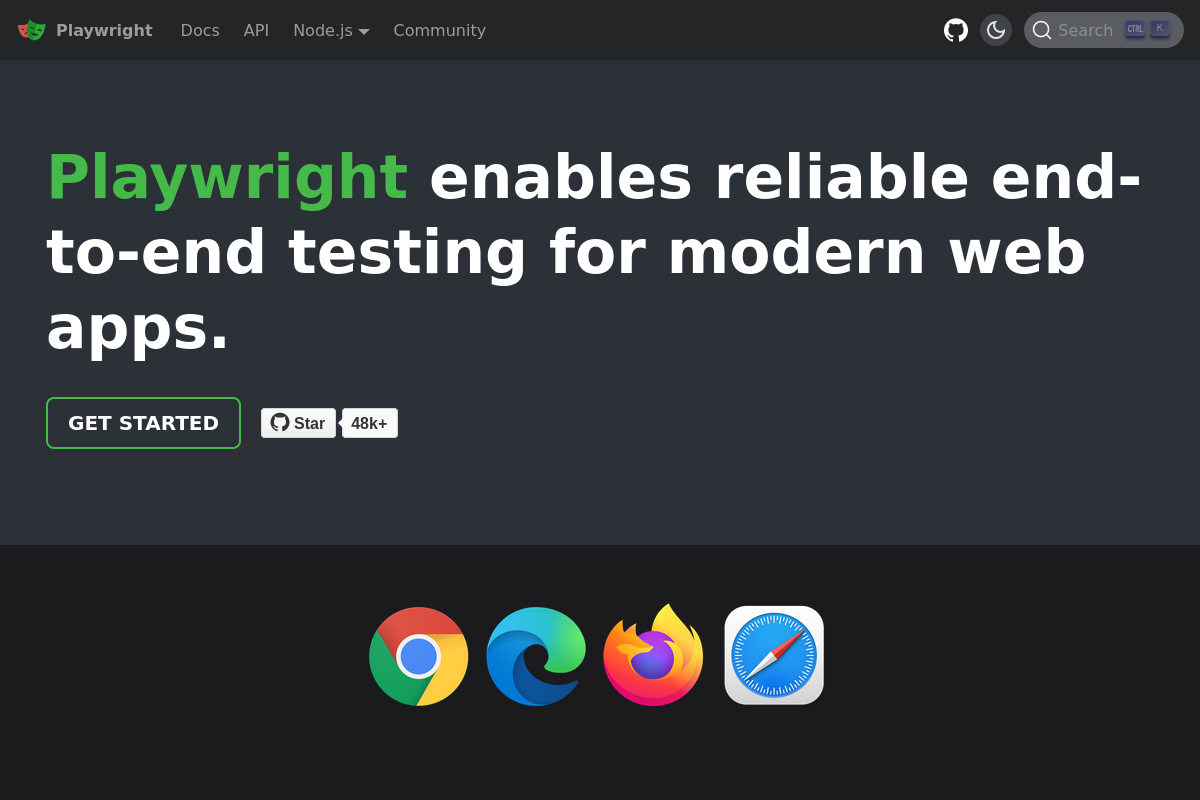 Playwright Docs API Node.js Community Search CTRL K
Playwright enables reliable end-
to-end testing for modern web
apps.
GET STARTED Star 48k+